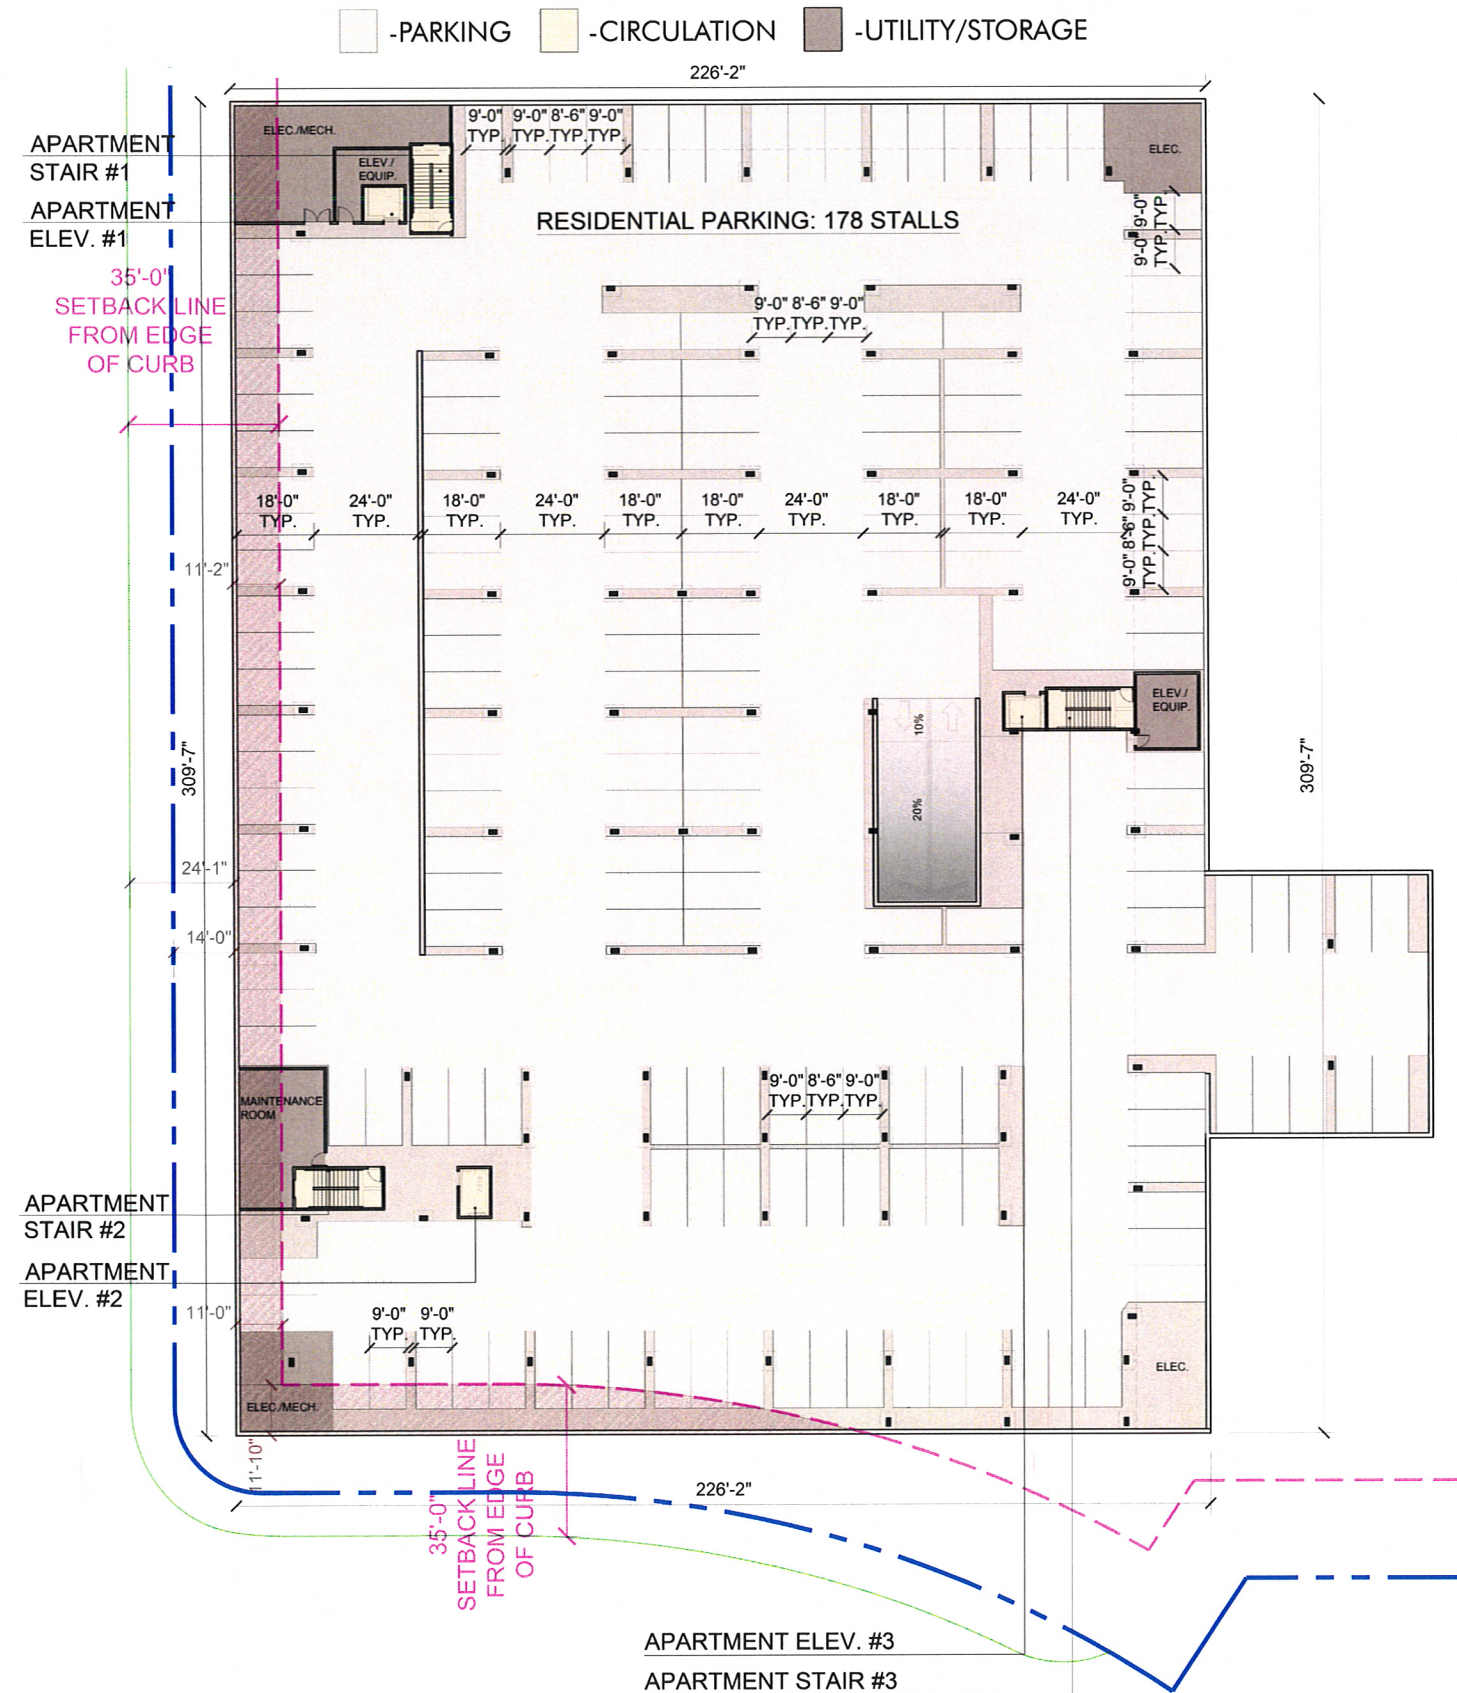 -PARKING
-CIRCULATION
-UTILITY/STORAGE
226'-2"
ELEC./MECH.
9'-0" 9'-0" 8'-6" 9'-0"
TYP. TYP. TYP. TYP.
APARTMENT
STAIR #1
ELEV./
EQUIP.
ELEC.
APARTMENT
ELEV. #1
RESIDENTIAL PARKING: 178 STALLS
9'-0" 9'-0"
TYP. TYP.
35'-0"
SETBACK LINE
FROM EDGE
OF CURB
9'-0" 8'-6" 9'-0"
TYP. TYP. TYP.
18'-0" 24'-0" 18'-0" 24'-0" 18'-0" 18'-0" 24'-0" 18'-0" 18'-0" 24'-0"
TYP. TYP. TYP. TYP. TYP. TYP. TYP. TYP. TYP. TYP.
9'-0" 8'-6" 9'-0"
TYP. TYP. TYP.
11'-2"
ELEV./
EQUIP.
10%
20%
309'-7"
309'-7"
24'-1"
14'-0"
MAINTENANCE
ROOM
9'-0" 8'-6" 9'-0"
TYP. TYP. TYP.
APARTMENT
STAIR #2
APARTMENT
ELEV. #2
11'-0"
9'-0" 9'-0"
TYP. TYP.
ELEC.
ELEC./MECH.
11'-10"
35'-0"
SETBACK LINE
FROM EDGE
OF CURB
226'-2"
APARTMENT ELEV. #3
APARTMENT STAIR #3